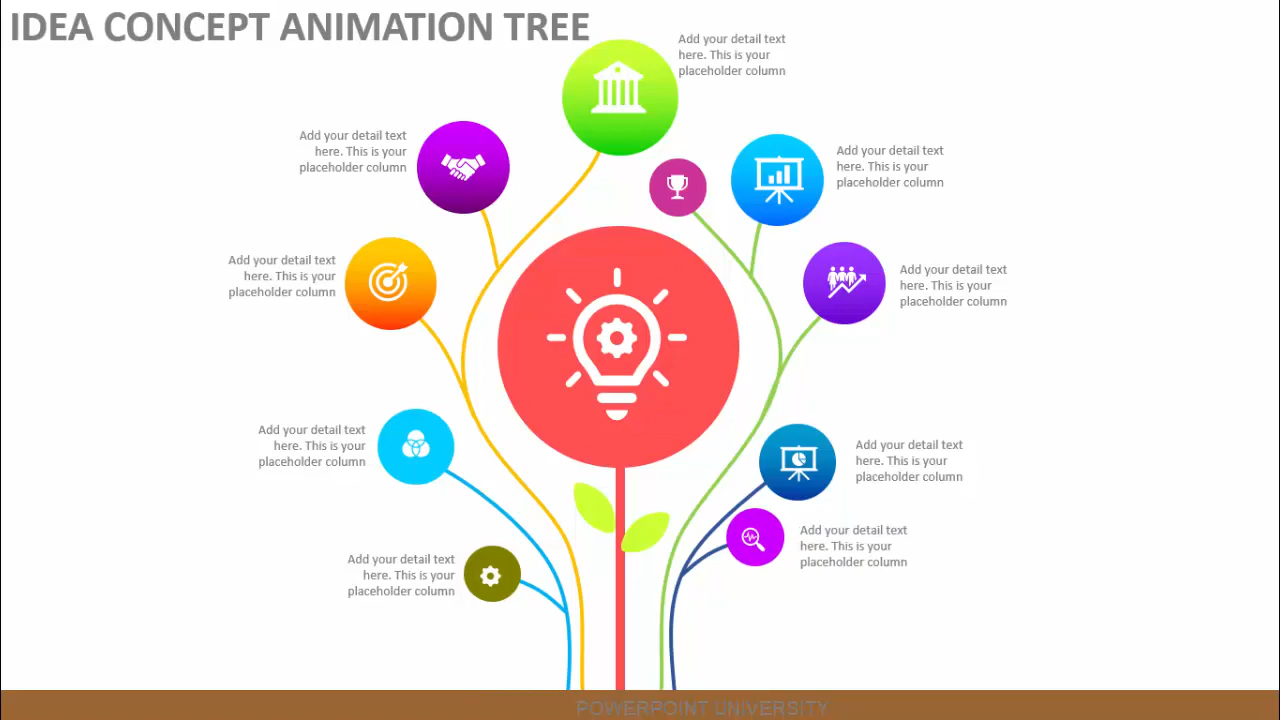 IDEA CONCEPT ANIMATION TREE
Add your detail text
here. This is your
placeholder column
Add your detail text
here. This is your
placeholder column
Add your detail text
here. This is your
placeholder column
Add your detail text
here. This is your
placeholder column
Add your detail text
here. This is your
placeholder column
Add your detail text
here. This is your
placeholder column
Add your detail text
here. This is your
placeholder column
Add your detail text
here. This is your
placeholder column
Add your detail text
here. This is your
placeholder column
POWERPOINT UNIVERSITY